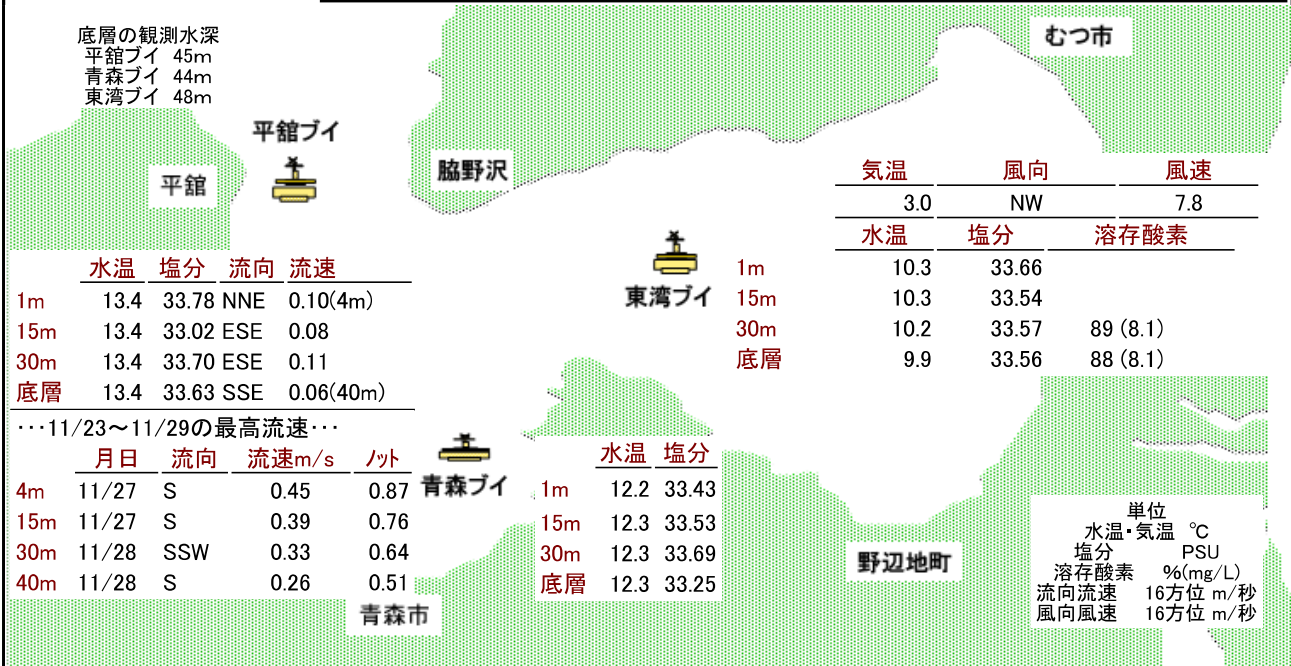 底層の観測水深
平舘ブイ 45m
青森ブイ 44m
東湾ブイ 48m
むつ市
平舘ブイ
脇野沢
平舘
気温 風向 風速
3.0 NW 7.8
水温 塩分 溶存酸素
1m 10.3 33.66
15m 10.3 33.54
30m 10.2 33.57 89 (8.1)
底層 9.9 33.56 88 (8.1)
東湾ブイ
水温 塩分 流向 流速
1m 13.4 33.78 NNE 0.10(4m)
15m 13.4 33.02 ESE 0.08
30m 13.4 33.70 ESE 0.11
底層 13.4 33.63 SSE 0.06(40m)
…11/23～11/29の最高流速…
月日 流向 流速m/s ノット
4m 11/27 S 0.45 0.87
15m 11/27 S 0.39 0.76
30m 11/28 SSW 0.33 0.64
40m 11/28 S 0.26 0.51
青森ブイ
水温 塩分
1m 12.2 33.43
15m 12.3 33.53
30m 12.3 33.69
底層 12.3 33.25
青森市
野辺地町
単位
水温・気温 ℃
塩分 PSU
溶存酸素 %(mg/L)
流向流速 16方位 m/秒
風向風速 16方位 m/秒